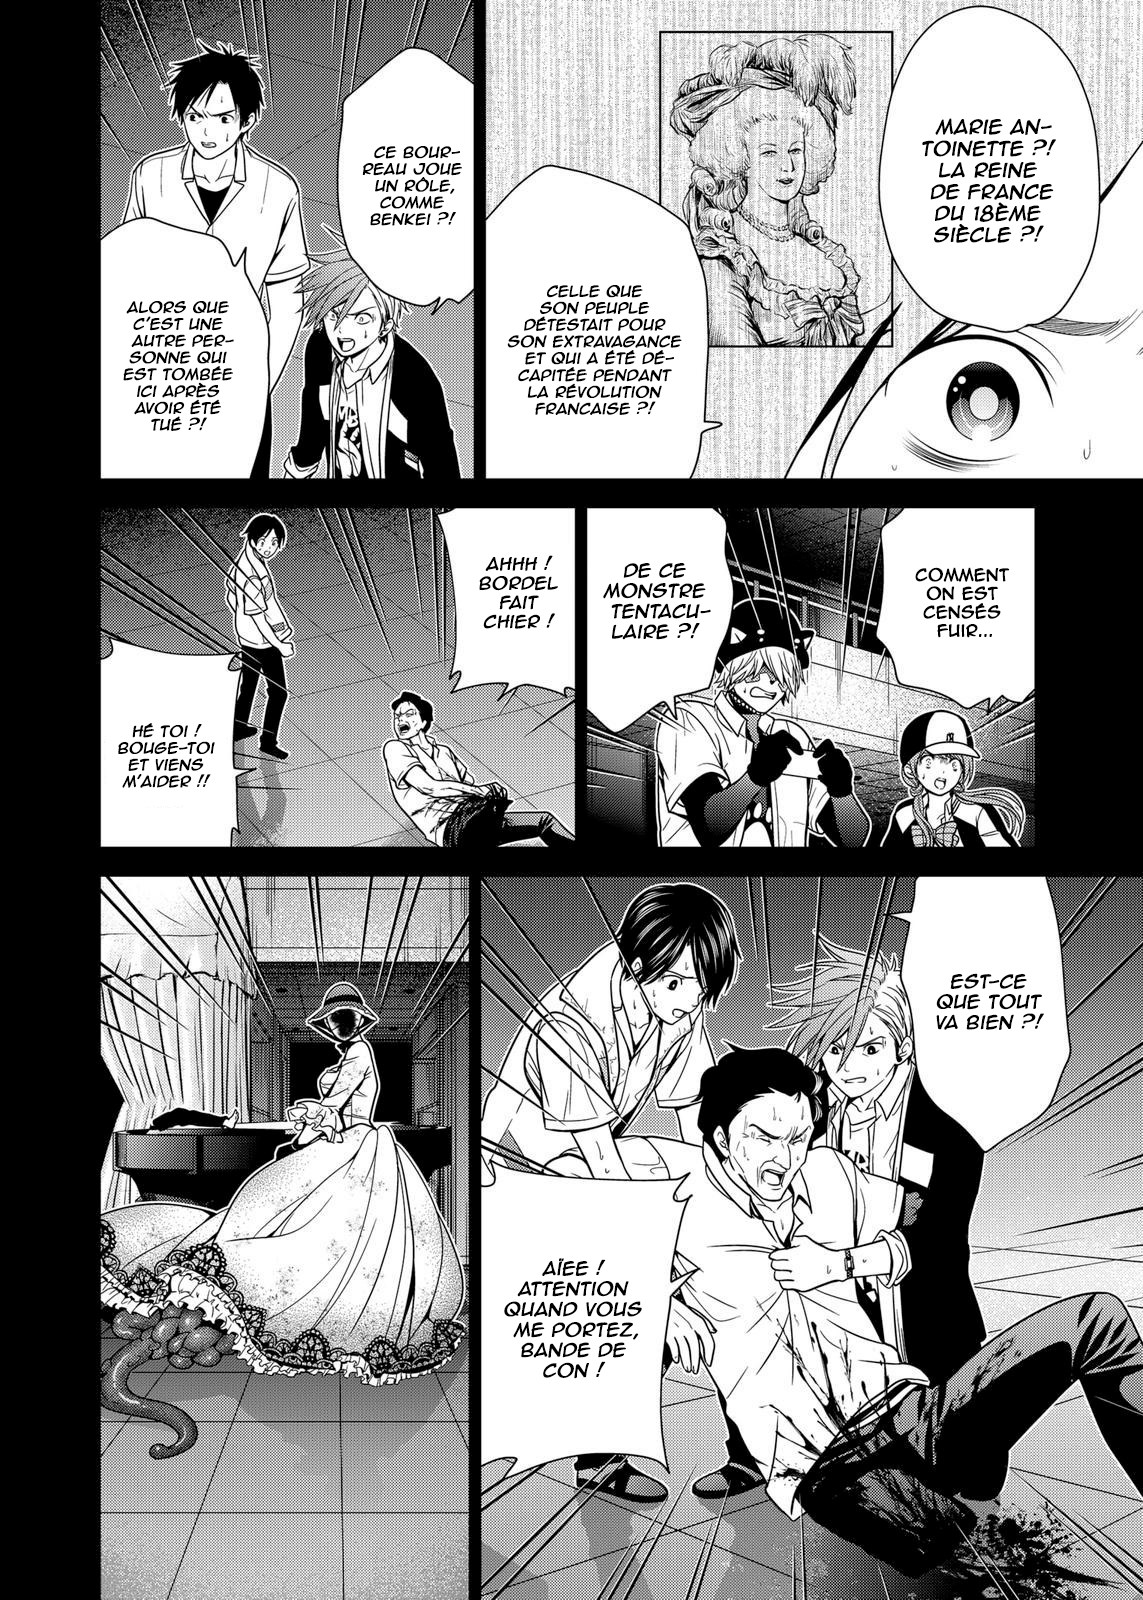 MARIE AN-
TOINETTE ?!
LA REINE
DE FRANCE
DU 18ÈME
SIÈCLE ?!
CELLE QUE
SON PEUPLE
DÉTESTAIT POUR
SON EXTRAVAGANCE
ET QUI A ÉTÉ DÉ-
CAPITÉE PENDANT
LA RÉVOLUTION
FRANCAISE ?!
CE BOUR-
REAU JOUE
UN RÔLE,
COMME
BENKEI ?!
ALORS QUE
C'EST UNE
AUTRE PER-
SONNE QUI
EST TOMBÉE
ICI APRÈS
AVOIR ÉTÉ
TUÉ ?!
COMMENT
ON EST
CENSÉS
FUIR...
DE CE
MONSTRE
TENTACU-
LAIRE ?!
AHHH !
BORDEL
FAIT
CHIER !
HÉ TOI !
BOUGE-TOI
ET VIENS
M'AIDER !!
EST-CE
QUE TOUT
VA BIEN ?!
AÏEE !
ATTENTION
QUAND VOUS
ME PORTEZ,
BANDE DE
CON !